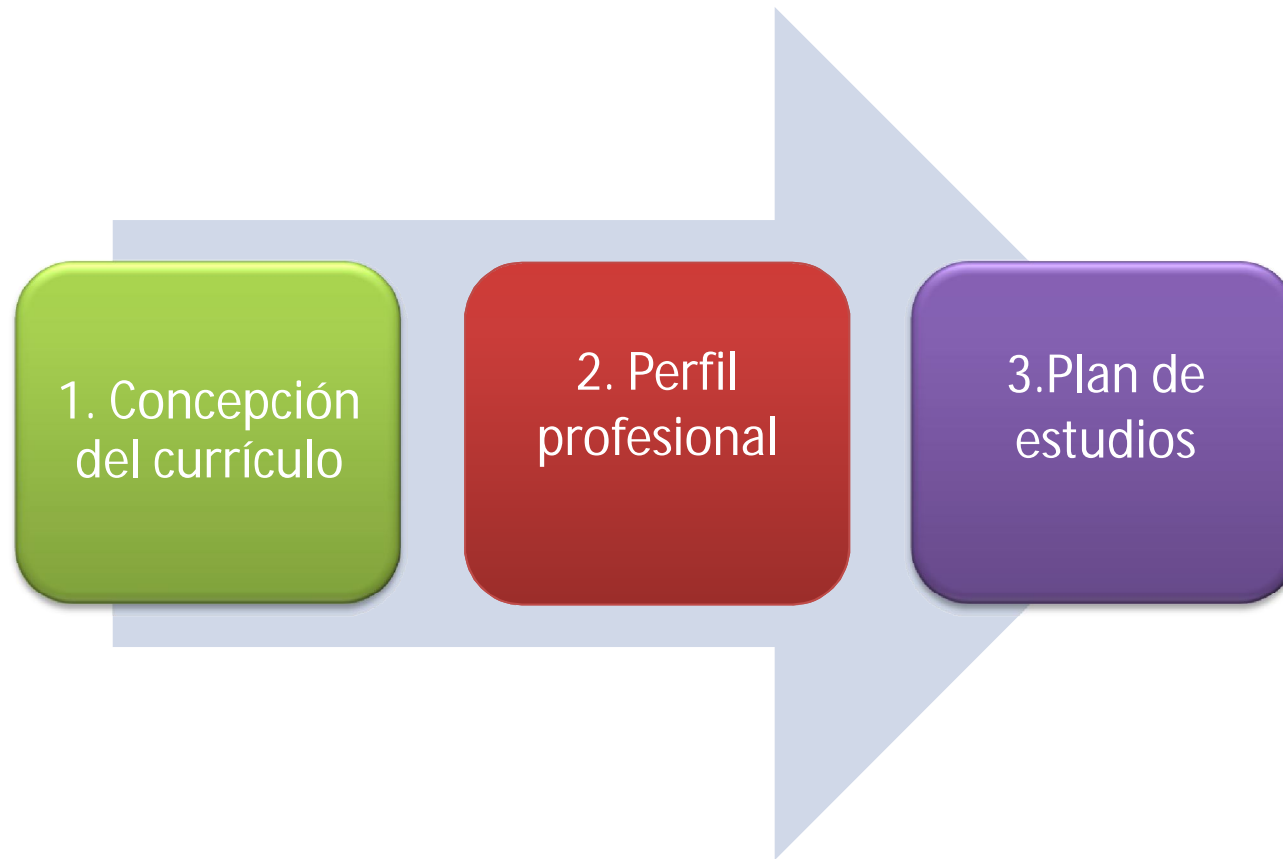 1. Concepción
del currículo
2. Perfil
profesional
3.Plan de
estudios